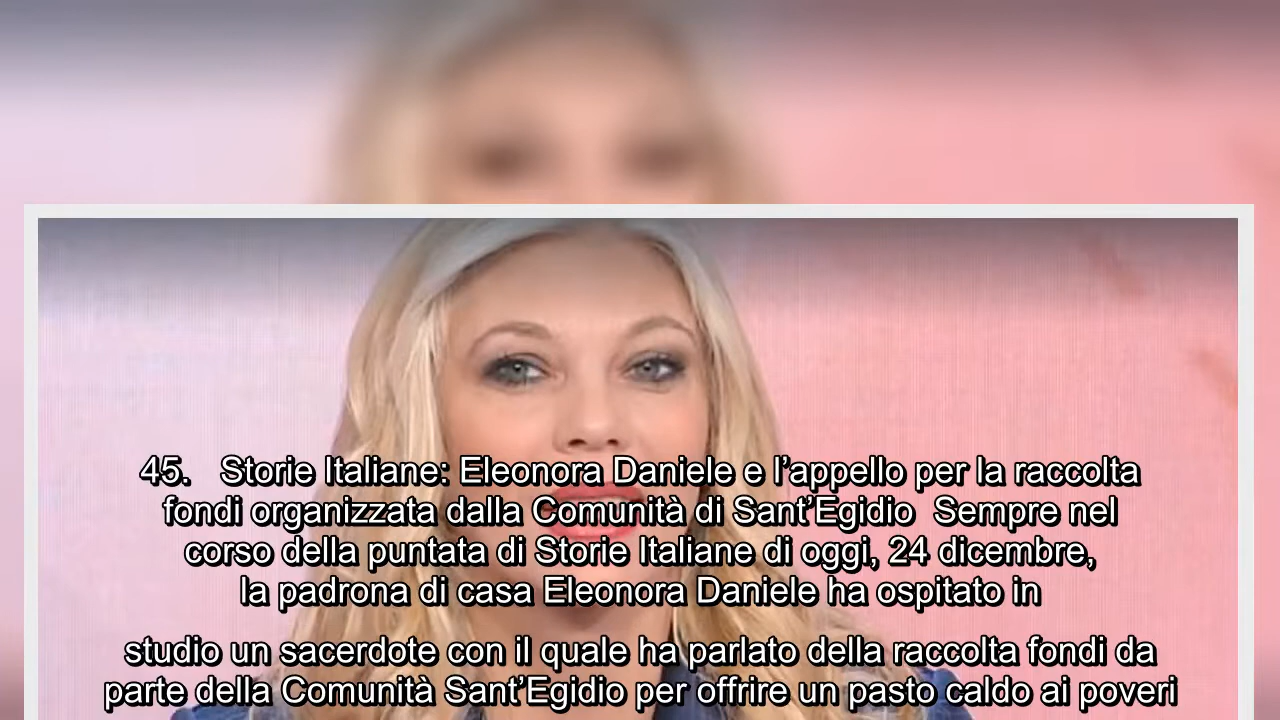 45.   Storie Italiane: Eleonora Daniele e l’appello per la raccolta
fondi organizzata dalla Comunità di Sant’Egidio  Sempre nel
corso della puntata di Storie Italiane di oggi, 24 dicembre,
la padrona di casa Eleonora Daniele ha ospitato in
studio un sacerdote con il quale ha parlato della raccolta fondi da
parte della Comunità Sant’Egidio per offrire un pasto caldo ai poveri